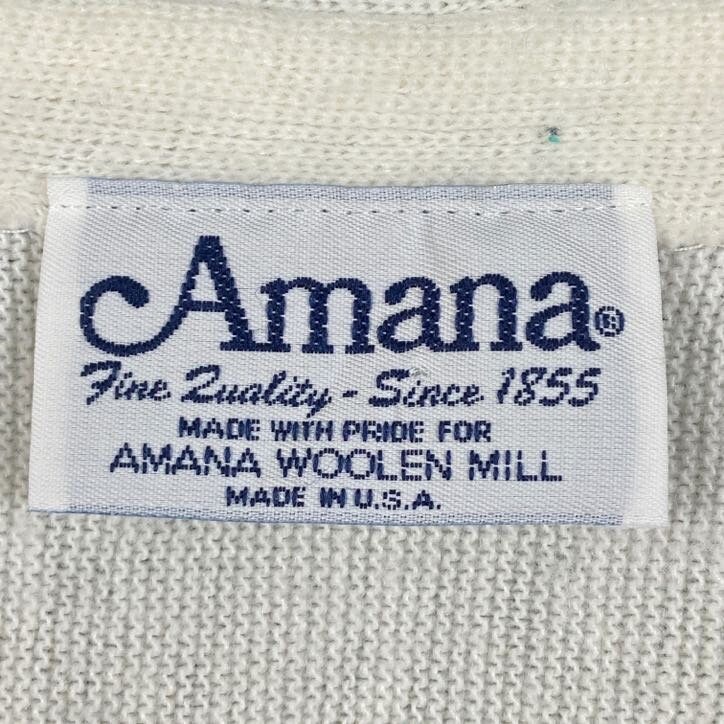 Amana®
Fine Quality - Since 1855
MADE WITH PRIDE FOR
AMANA WOOLEN MILL
MADE IN U.S.A.